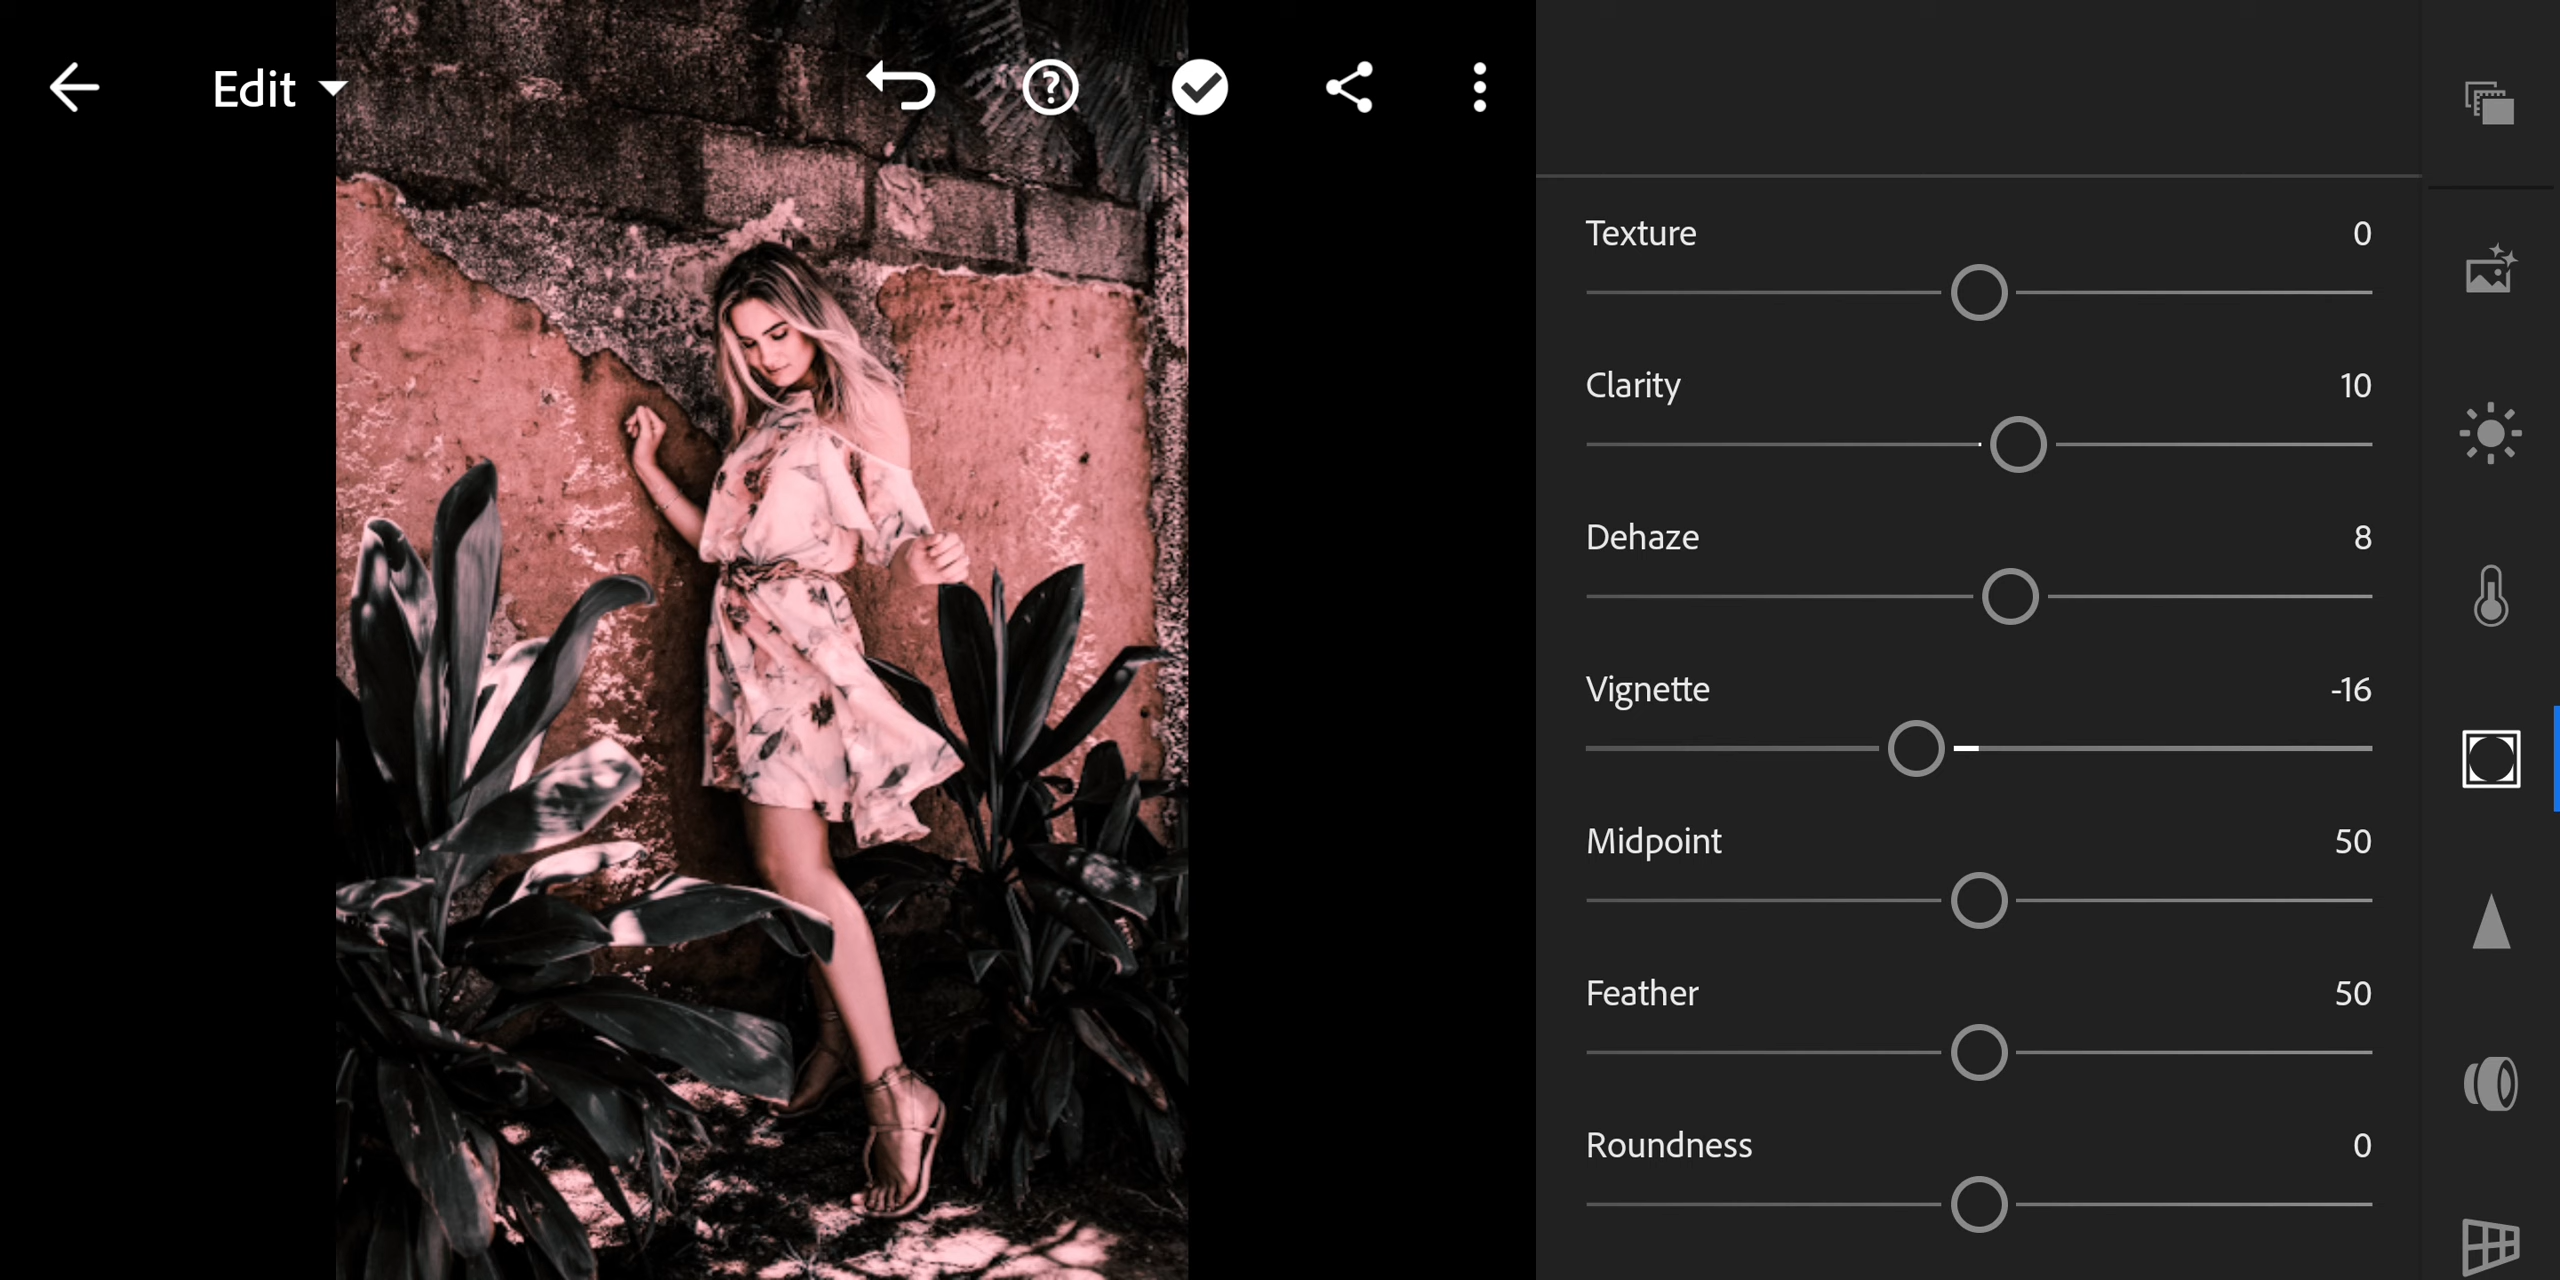 Edit
Texture 0
Clarity 10
Dehaze 8
Vignette -16
Midpoint 50
Feather 50
Roundness 0